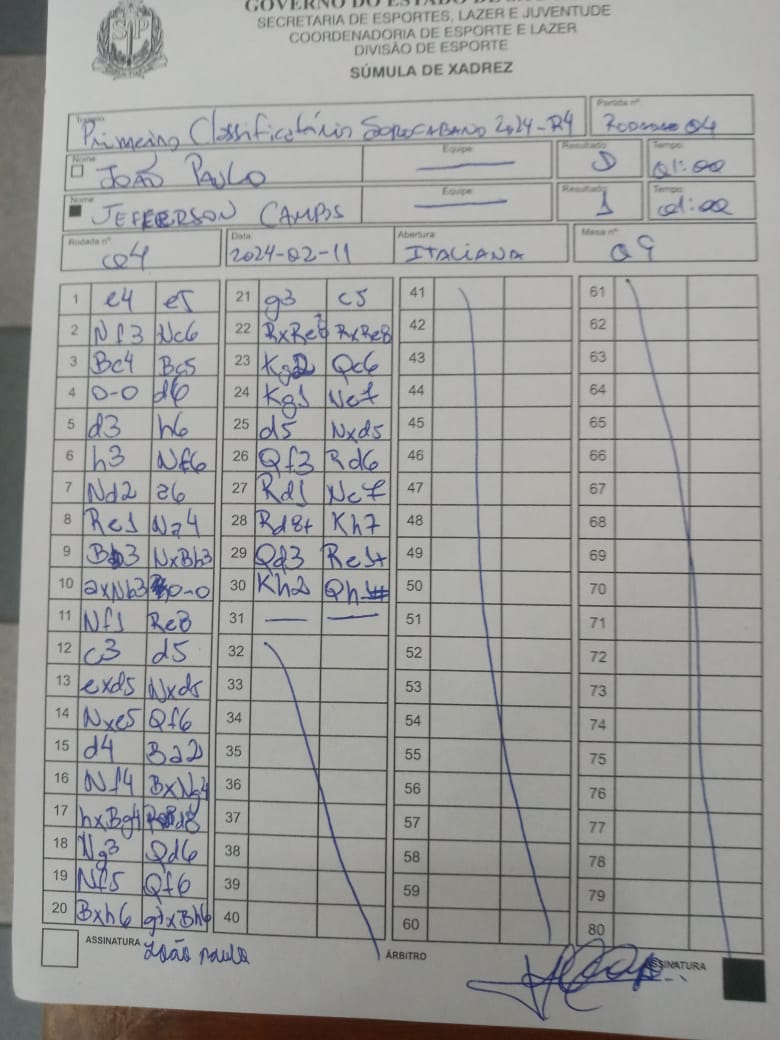 GOVERNO DO ESTADO DE
SECRETARIA DE ESPORTES, LAZER E JUVENTUDE
COORDENADORIA DE ESPORTE E LAZER
DIVISÃO DE ESPORTE
SÚMULA DE XADREZ
Torneio: Primeiro Classificatório Sorocabano 2024-R4 Partida nº 04
Nome JOÃO PAULO Equipe — Resultado 0 Tempo 01:00
Nome JEFERSON CAMPOS Equipe — Resultado 1 Tempo 01:00
Rodada nº 04 Data 2024-02-11 Abertura ITALIANA Mesa nº 09
1 e4 e5 21 g3 c5 41 61
2 Nf3 Nc6 22 RxRe8 RxRe8 42 62
3 Bc4 Bc5 23 Kg2 Qc6 43 63
4 0-0 d6 24 Kg1 Nc7 44 64
5 d3 h6 25 d5 Nxd5 45 65
6 h3 Nf6 26 Qf3 Rd6 46 66
7 Nd2 a6 27 Rd1 Nc7 47 67
8 Re1 Na4 28 Rd8+ Kh7 48 68
9 Bb3 NxBb3 29 Qd3 Re1+ 49 69
10 axNb3 0-0 30 Kh2 Qh1# 50 70
11 Nf1 Re8 31 — — 51 71
12 c3 d5 32 52 72
13 exd5 Nxd5 33 53 73
14 Nxe5 Qf6 34 54 74
15 d4 Ba2 35 55 75
16 Nf4 BxNg4 36 56 76
17 hxBg4 d8 37 57 77
18 Ng3 Qd6 38 58 78
19 Nf5 Qf6 39 59 79
20 Bxh6 gxBh6 40 60 80
ASSINATURA João Paulo ÁRBITRO ASSINATURA